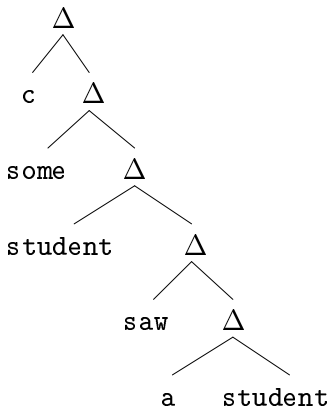 Δ
c Δ
some Δ
student Δ
saw Δ
a student